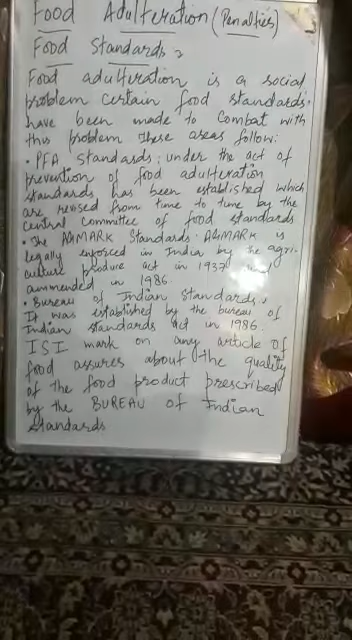 Food Adulteration (Penalties)
Food Standards :
Food adulteration is a social
problem certain food standards
have been made to combat with
this problem these areas follow:
• PFA Standards: under the act of
prevention of food adulteration
standards has been established which
are revised from time to time by the
central committee of food standards
• The AGMARK Standards: AGMARK is
legally enforced in India by the agri-
culture produce act in 1937 and
ammended in 1986.
• Bureau of Indian Standards :
It was established by the bureau of
Indian standards act in 1986.
ISI mark on any article of
food assures about the quality
of the food product prescribed
by the BUREAU of Indian
Standards